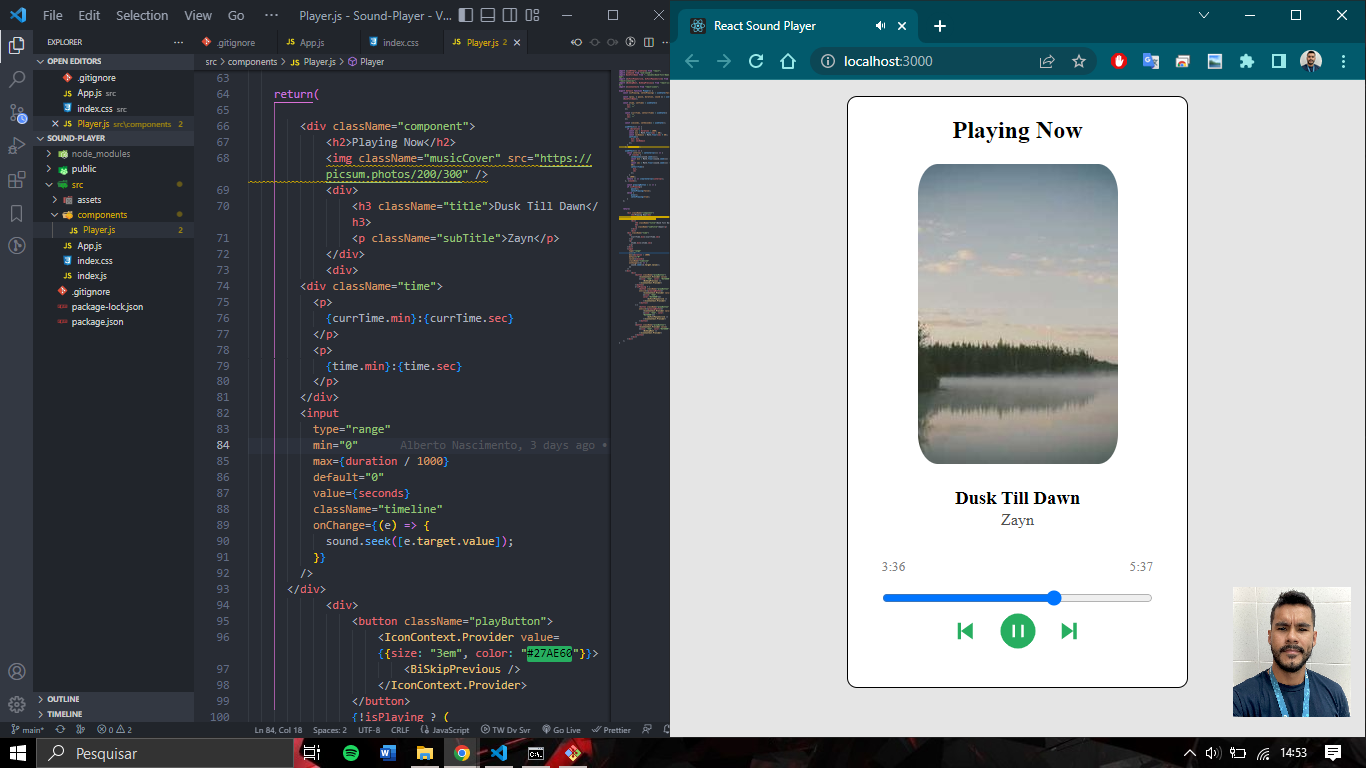 File Edit Selection View Go ··· Player.js - Sound-Player - V...
EXPLORER ···
OPEN EDITORS
.gitignore
App.js src
index.css src
Player.js src\components 2
SOUND-PLAYER
node_modules
public
src
assets
components
Player.js 2
App.js
index.css
index.js
.gitignore
package-lock.json
package.json
OUTLINE
TIMELINE
.gitignore App.js index.css Player.js 2
src > components > Player.js > Player
63
64 return(
65
66 <div className="component">
67 <h2>Playing Now</h2>
68 <img className="musicCover" src="https://
picsum.photos/200/300" />
69 <div>
70 <h3 className="title">Dusk Till Dawn</
h3>
71 <p className="subTitle">Zayn</p>
72 </div>
73 <div>
74 <div className="time">
75 <p>
76 {currTime.min}:{currTime.sec}
77 </p>
78 <p>
79 {time.min}:{time.sec}
80 </p>
81 </div>
82 <input
83 type="range"
84 min="0" Alberto Nascimento, 3 days ago •
85 max={duration / 1000}
86 default="0"
87 value={seconds}
88 className="timeline"
89 onChange={(e) => {
90 sound.seek([e.target.value]);
91 }}
92 />
93 </div>
94 <div>
95 <button className="playButton">
96 <IconContext.Provider value=
{{size: "3em", color: "#27AE60"}}>
97 <BiSkipPrevious />
98 </IconContext.Provider>
99 </button>
100 {!isPlaying ? (
main* 0 2 Ln 84, Col 18 Spaces: 2 UTF-8 CRLF JavaScript TW Dv Svr Go Live Prettier
React Sound Player
localhost:3000
Playing Now
Dusk Till Dawn
Zayn
3:36 5:37
Pesquisar
14:53